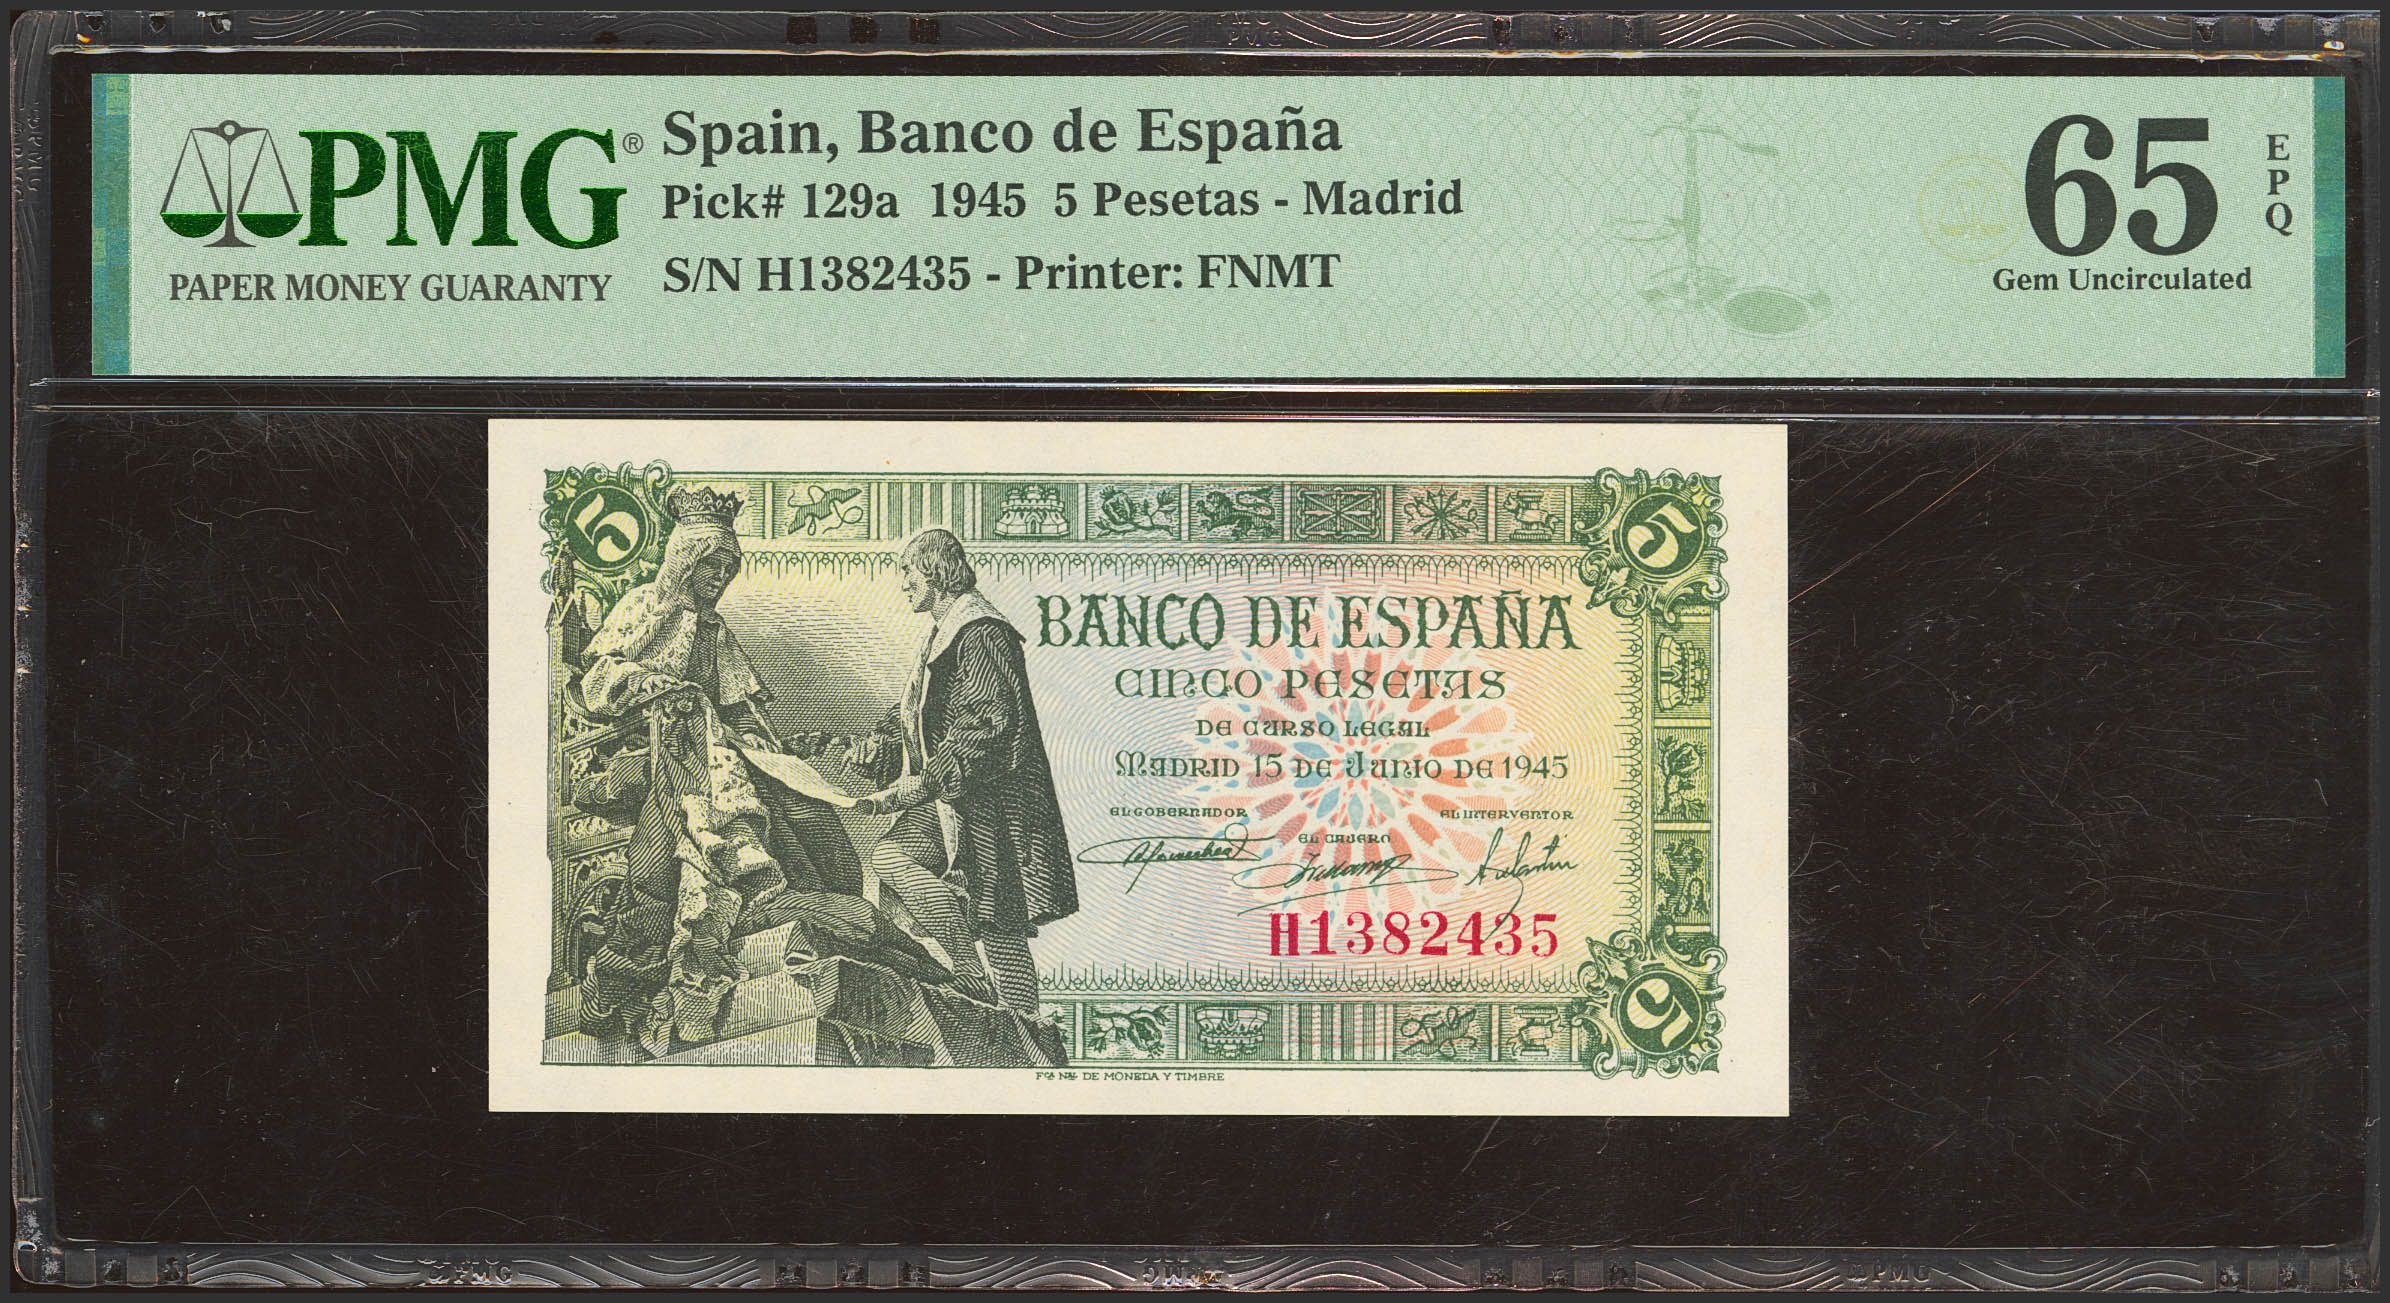 PMG®
PAPER MONEY GUARANTY
Spain, Banco de España
Pick# 129a 1945 5 Pesetas - Madrid
S/N H1382435 - Printer: FNMT
65
EPQ
Gem Uncirculated
5
5
BANCO DE ESPAÑA
CINCO PESETAS
DE CURSO LEGAL
MADRID 15 DE JUNIO DE 1945
EL GOBERNADOR
EL INTERVENTOR
EL CAJERO
H1382435
5
FCA. NAL. DE MONEDA Y TIMBRE
PMG